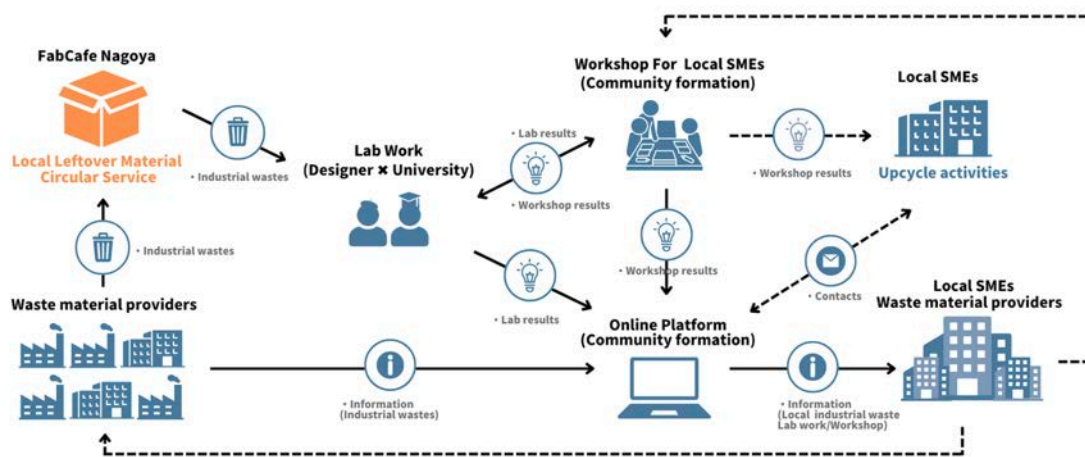 FabCafe Nagoya
Local Leftover Material
Circular Service
• Industrial wastes
• Industrial wastes
Waste material providers
Lab Work
(Designer ✖ University)
• Lab results
• Workshop results
• Lab results
Workshop For Local SMEs
(Community formation)
• Workshop results
• Workshop results
Local SMEs
Upcycle activities
• Contacts
Online Platform
(Community formation)
• Information
(Industrial wastes)
• Information
(Local industrial waste
Lab work/Workshop)
Local SMEs
Waste material providers